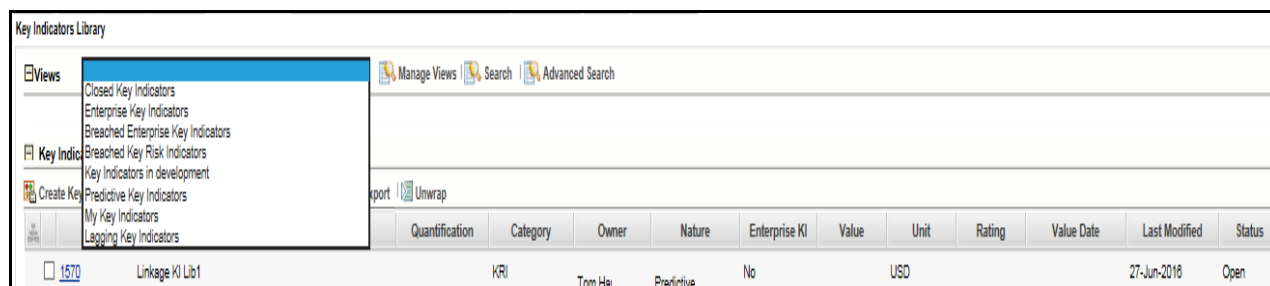 Key Indicators Library
Views
Manage Views | Search | Advanced Search
Closed Key Indicators
Enterprise Key Indicators
Breached Enterprise Key Indicators
Key Indic
Breached Key Risk Indicators
Key Indicators in development
Create Key
Predictive Key Indicators
xport | Unwrap
My Key Indicators
Lagging Key Indicators
Quantification Category Owner Nature Enterprise KI Value Unit Rating Value Date Last Modified Status
1570 Linkage KI Lib1 KRI Predictive No USD 27-Jun-2016 Open